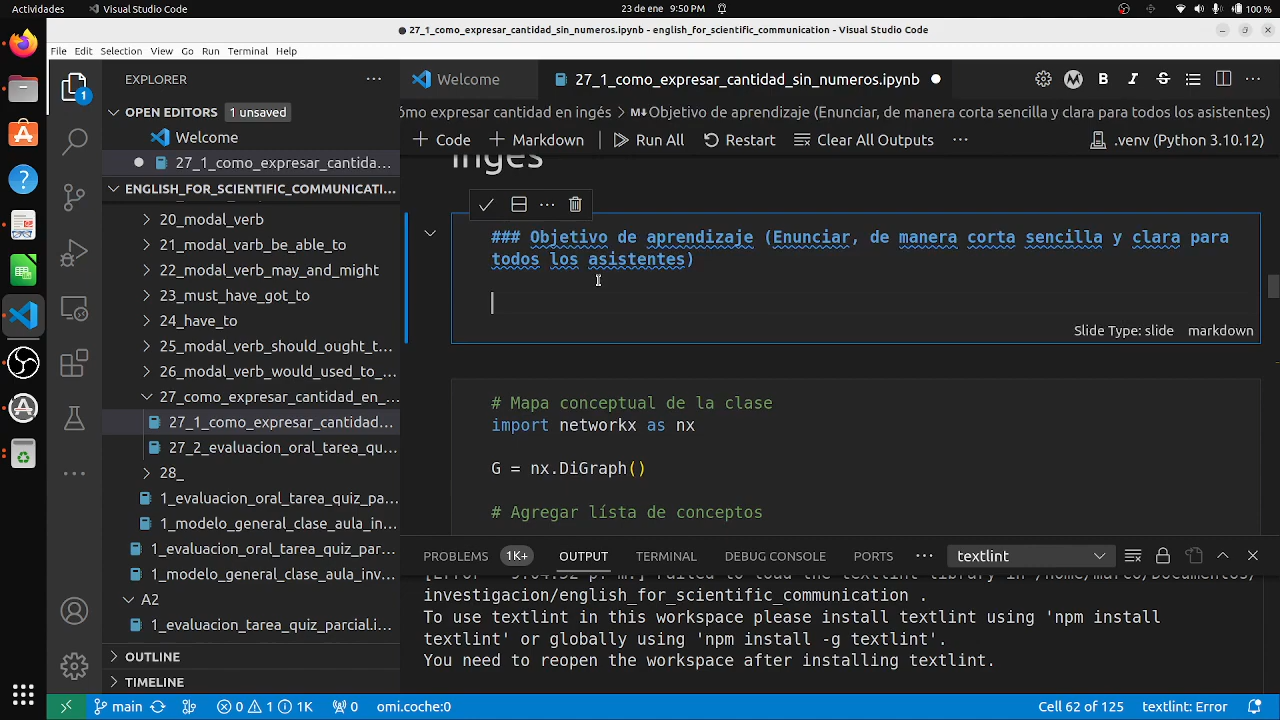 Actividades
Visual Studio Code
23 de ene 9:50 PM
100 %
27_1_como_expresar_cantidad_sin_numeros.ipynb - english_for_scientific_communication - Visual Studio Code
File Edit Selection View Go Run Terminal Help
EXPLORER
Welcome
27_1_como_expresar_cantidad_sin_numeros.ipynb
OPEN EDITORS
1 unsaved
Welcome
27_1_como_expresar_cantida...
ENGLISH_FOR_SCIENTIFIC_COMMUNICATI...
20_modal_verb
21_modal_varb_be_able_to
22_modal_verb_may_and_might
23_must_have_got_to
24_have_to
25_modal_verb_should_ought_t...
26_modal_verb_would_used_to_...
27_como_expresar_cantidad_en_...
27_1_como_expresar_cantidad...
27_2_evaluacion_oral_tarea_qu...
28_
1_evaluacion_oral_tarea_quiz_pa...
1_modelo_general_clase_aula_in...
1_evaluacion_oral_tarea_quiz_par...
1_modelo_general_clase_aula_inv...
A2
1_evaluacion_tarea_quiz_parcial.i...
OUTLINE
TIMELINE
ómo expresar cantidad en ingés > Objetivo de aprendizaje (Enunciar, de manera corta sencilla y clara para todos los asistentes)
Code
Markdown
Run All
Restart
Clear All Outputs
.venv (Python 3.10.12)
ingés
### Objetivo de aprendizaje (Enunciar, de manera corta sencilla y clara para
todos los asistentes)
Slide Type: slide markdown
# Mapa conceptual de la clase
import networkx as nx
G = nx.DiGraph()
# Agregar lísta de conceptos
PROBLEMS 1K+ OUTPUT TERMINAL DEBUG CONSOLE PORTS
textlint
investigacion/english_for_scientific_communication .
To use textlint in this workspace please install textlint using 'npm install
textlint' or globally using 'npm install -g textlint'.
You need to reopen the workspace after installing textlint.
main
0 1 1K
0
omi.coche:0
Cell 62 of 125
textlint: Error